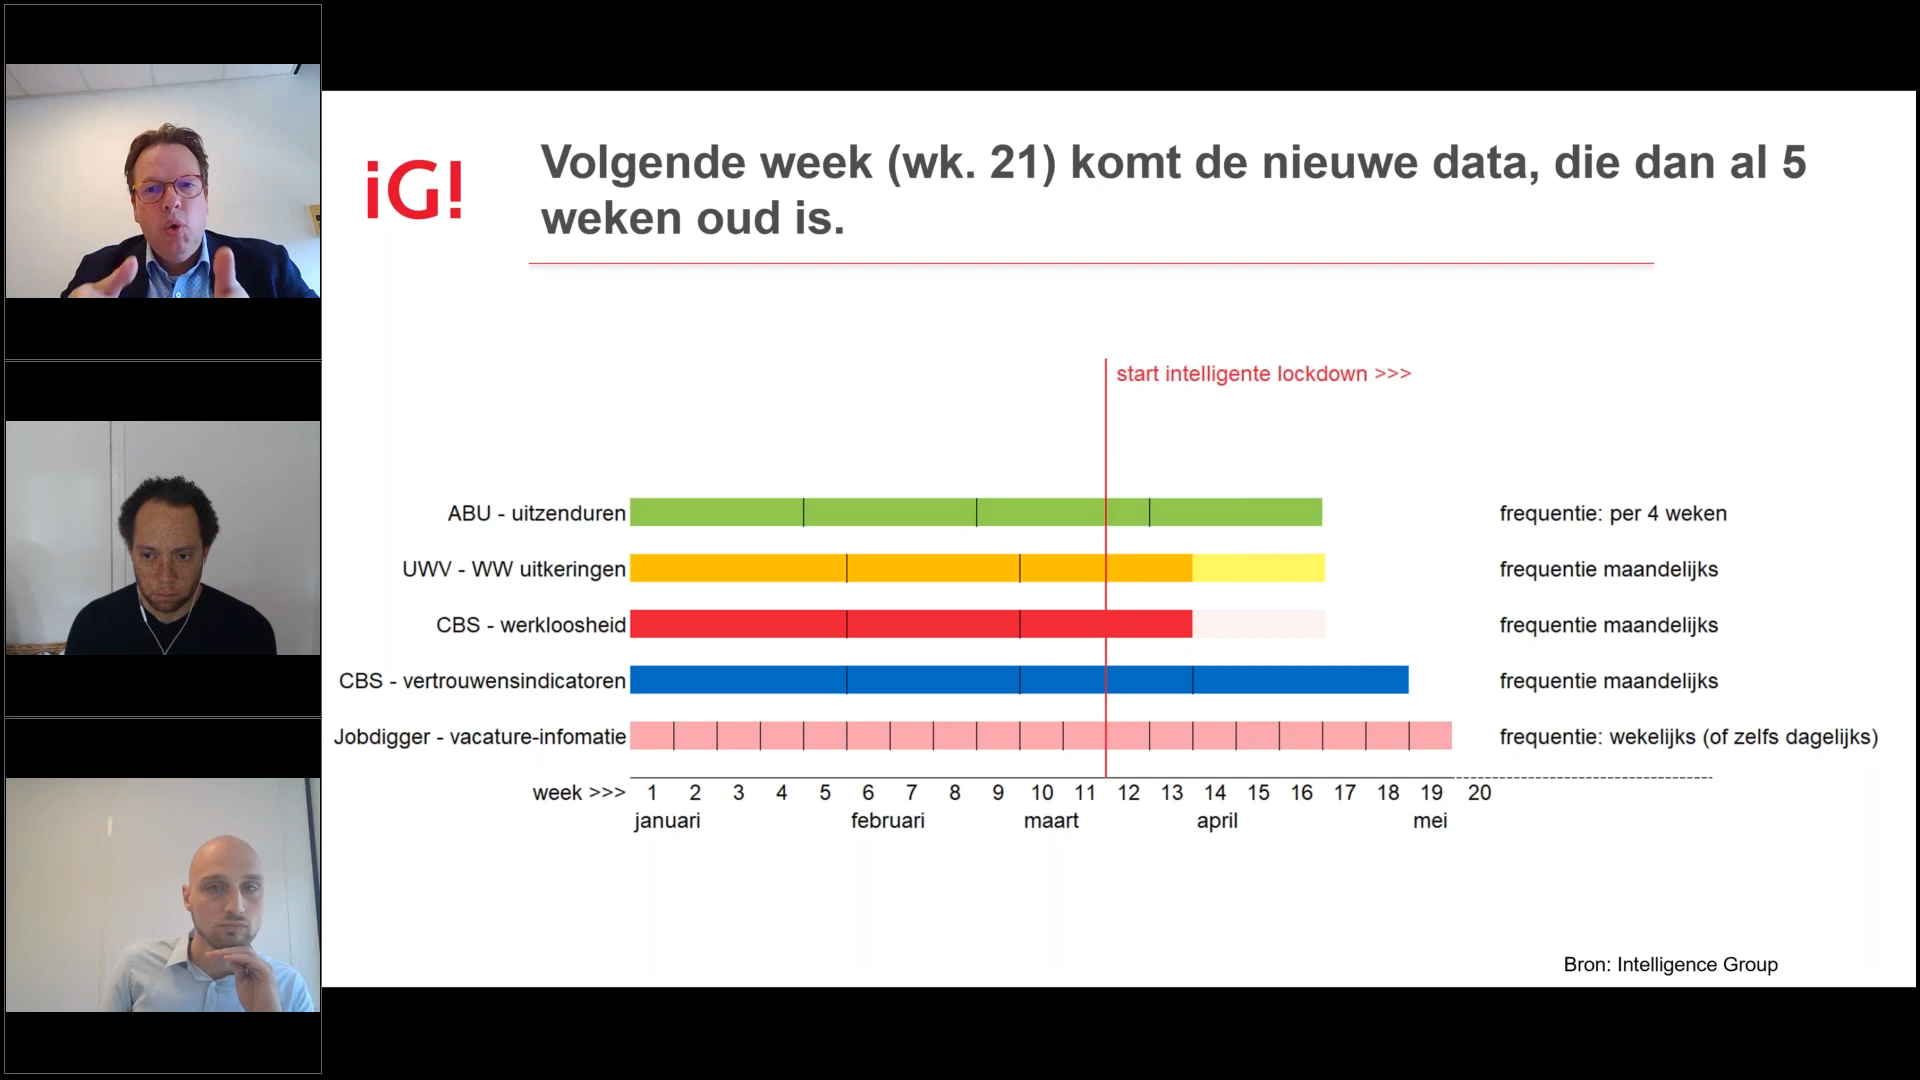 iG!
Volgende week (wk. 21) komt de nieuwe data, die dan al 5
weken oud is.
start intelligente lockdown >>>
ABU - uitzenduren
frequentie: per 4 weken
UWV - WW uitkeringen
frequentie maandelijks
CBS - werkloosheid
frequentie maandelijks
CBS - vertrouwensindicatoren
frequentie maandelijks
Jobdigger - vacature-infomatie
frequentie: wekelijks (of zelfs dagelijks)
week >>> 1 2 3 4 5 6 7 8 9 10 11 12 13 14 15 16 17 18 19 20
januari februari maart april mei
Bron: Intelligence Group